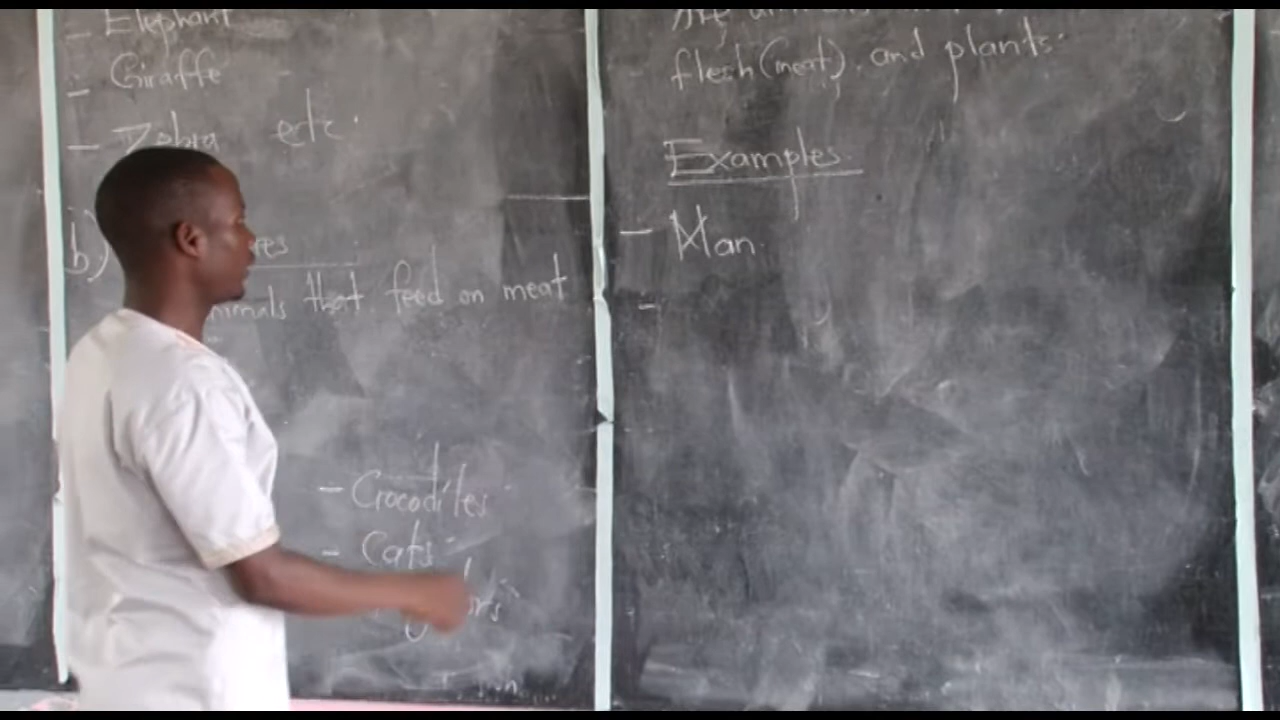 - Elephant
- Giraffe
- Zebra etc.
b)
animals that feed on meat
- Crocodiles
- Cats
flesh (meat), and plants.
Examples.
- Man.
-